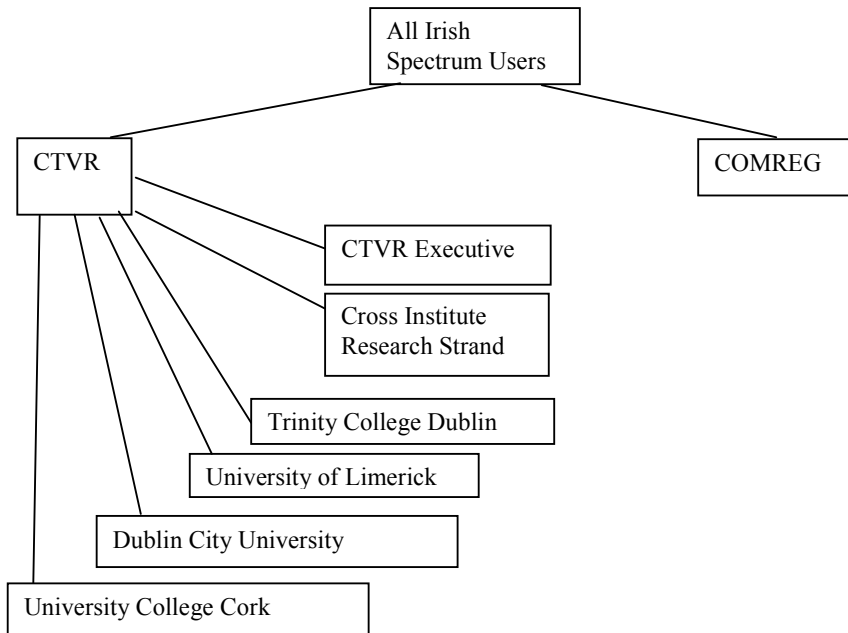 All Irish
Spectrum Users
CTVR
COMREG
CTVR Executive
Cross Institute
Research Strand
Trinity College Dublin
University of Limerick
Dublin City University
University College Cork